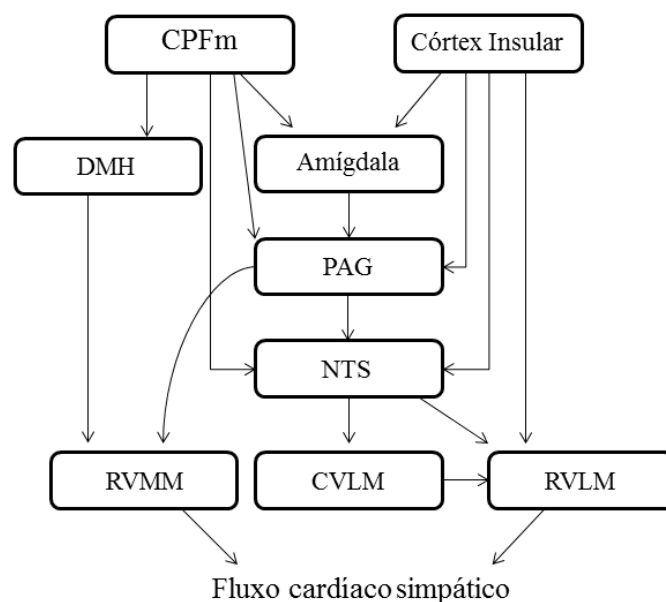 CPFm
Córtex Insular
DMH
Amígdala
PAG
NTS
RVMM
CVLM
RVLM
Fluxo cardíaco simpático